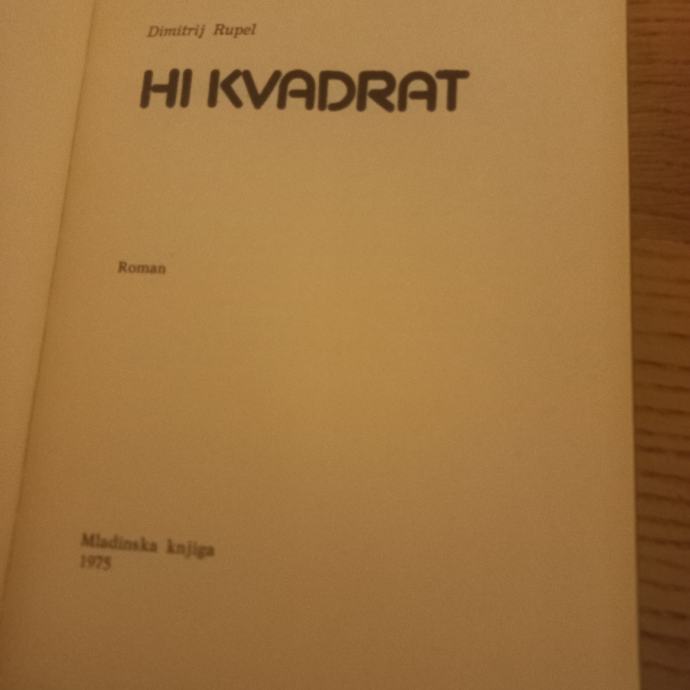 Dimitrij Rupel
HI KVADRAT
Roman
Mladinska knjiga
1975